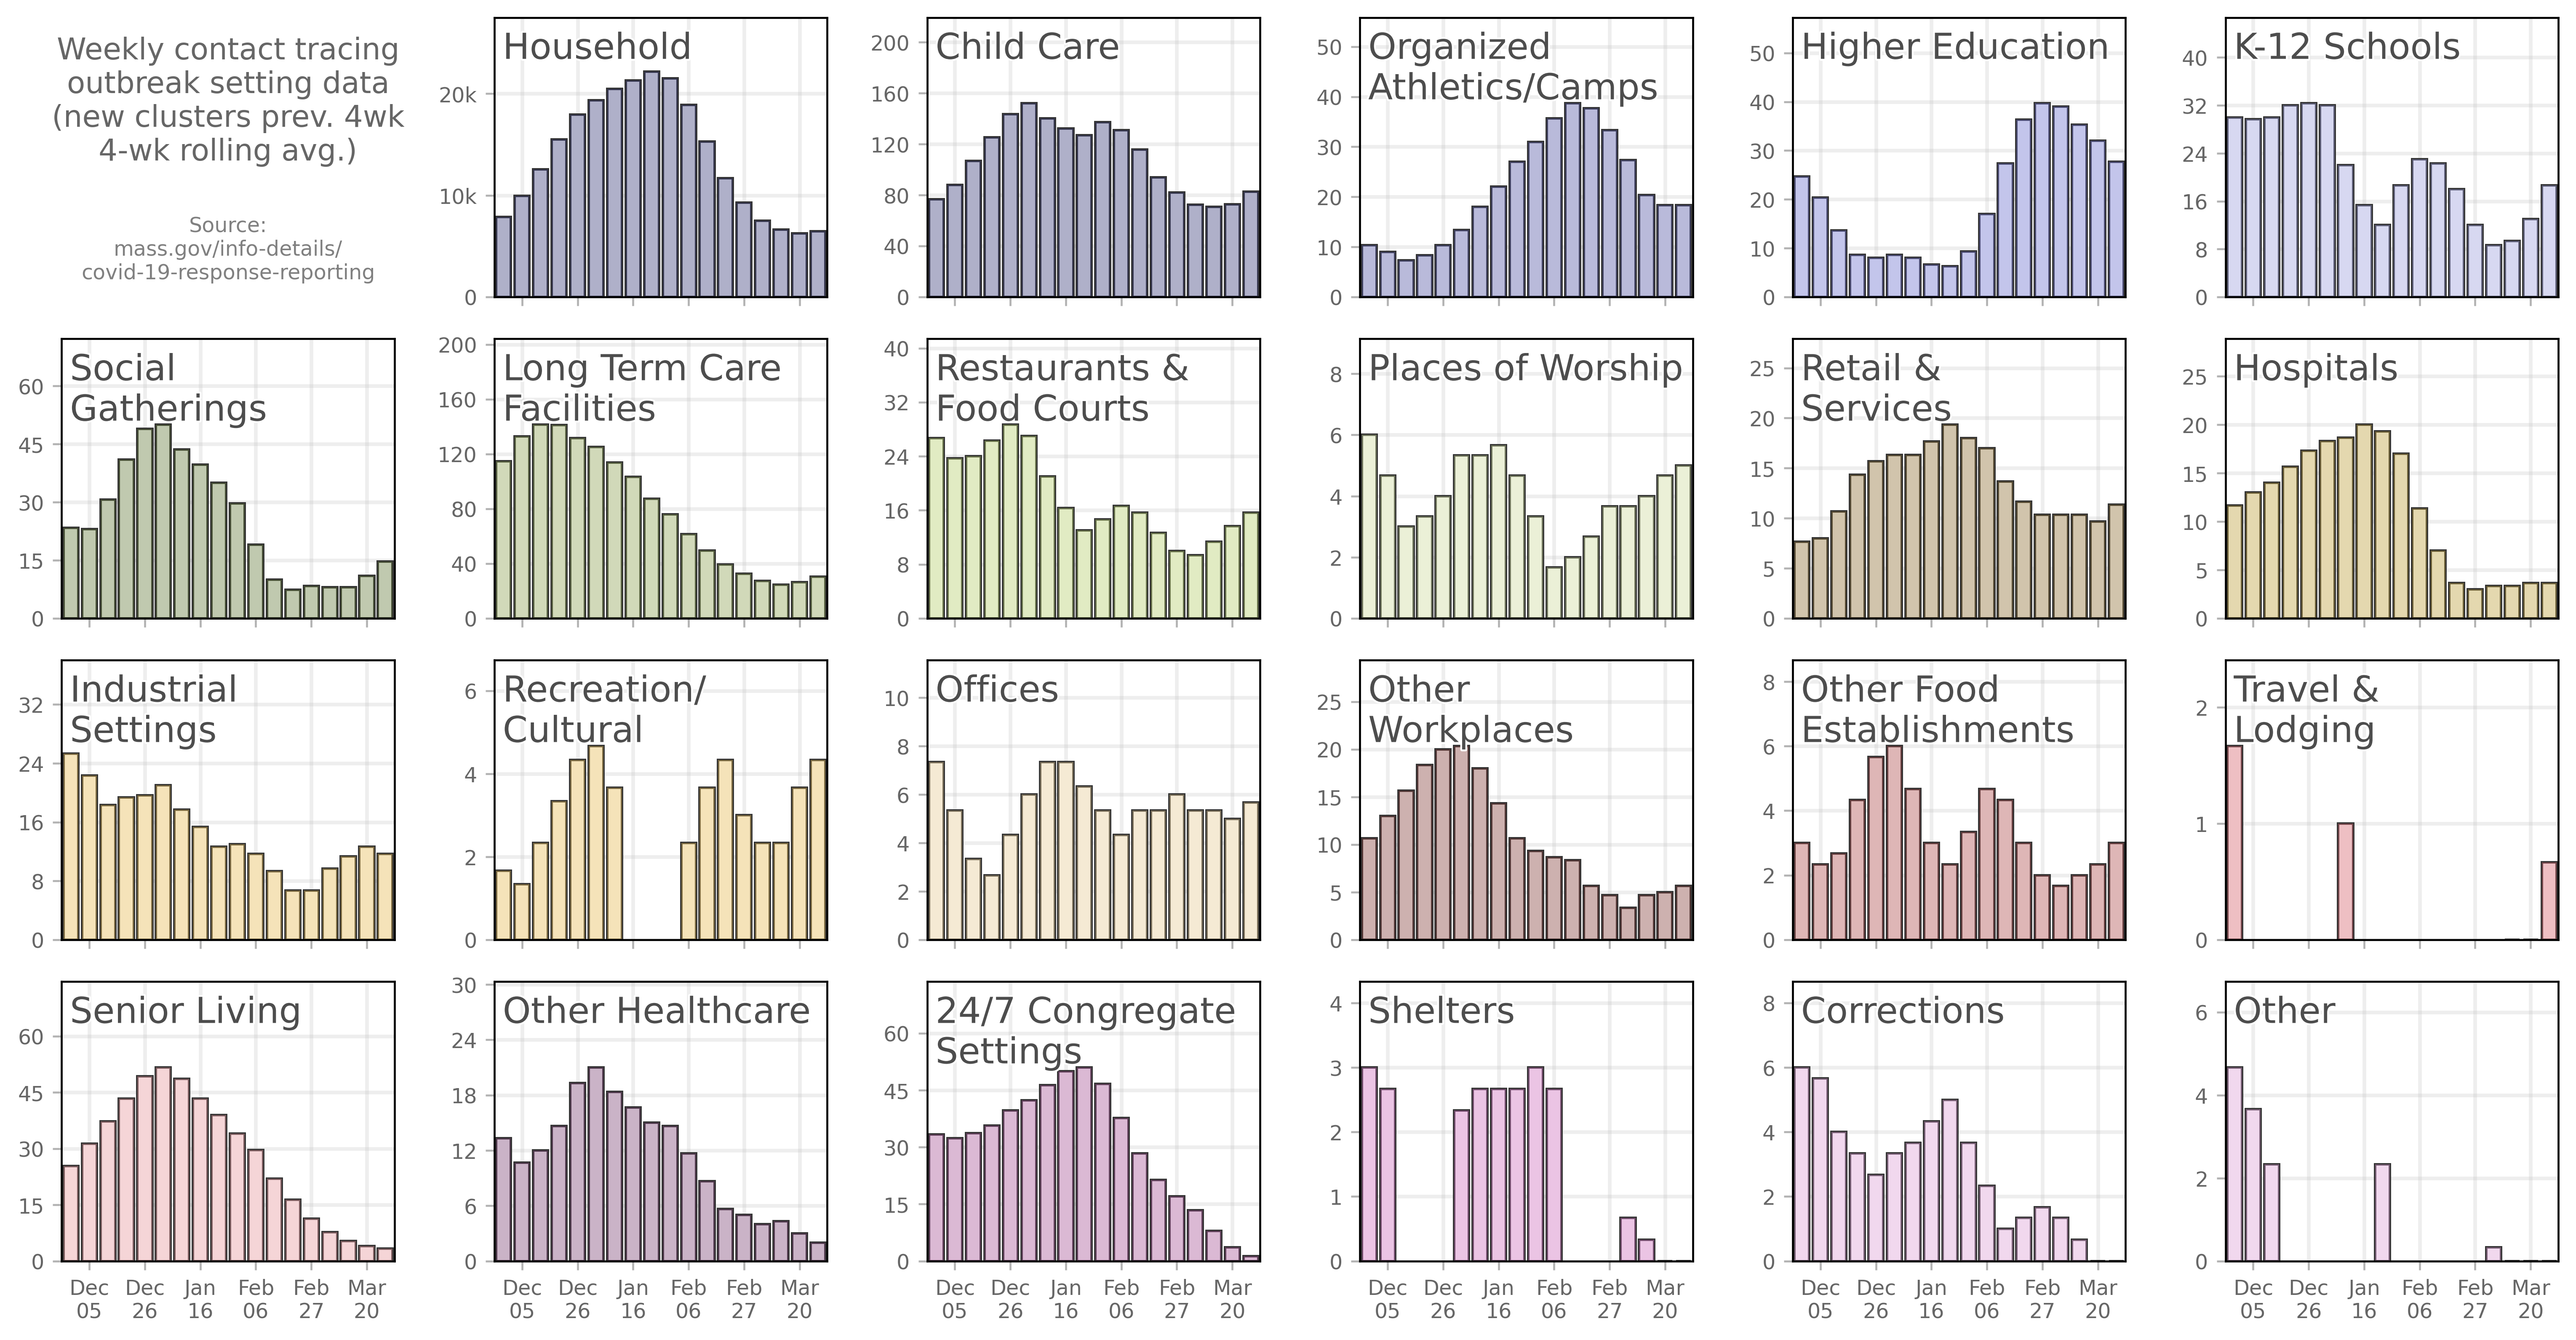 Weekly contact tracing
outbreak setting data
(new clusters prev. 4wk
4-wk rolling avg.)
Source:
mass.gov/info-details/
covid-19-response-reporting
Household
20k
10k
0
Child Care
200
160
120
80
40
0
Organized
Athletics/Camps
50
40
30
20
10
0
Higher Education
50
40
30
20
10
0
K-12 Schools
40
32
24
16
8
0
Social
Gatherings
60
45
30
15
0
Long Term Care
Facilities
200
160
120
80
40
0
Restaurants &
Food Courts
40
32
24
16
8
0
Places of Worship
8
6
4
2
0
Retail &
Services
25
20
15
10
5
0
Hospitals
25
20
15
10
5
0
Industrial
Settings
32
24
16
8
0
Recreation/
Cultural
6
4
2
0
Offices
10
8
6
4
2
0
Other
Workplaces
25
20
15
10
5
0
Other Food
Establishments
8
6
4
2
0
Travel &
Lodging
2
1
0
Senior Living
60
45
30
15
0
Dec Dec Jan Feb Feb Mar
05 26 16 06 27 20
Other Healthcare
30
24
18
12
6
0
Dec Dec Jan Feb Feb Mar
05 26 16 06 27 20
24/7 Congregate
Settings
60
45
30
15
0
Dec Dec Jan Feb Feb Mar
05 26 16 06 27 20
Shelters
4
3
2
1
0
Dec Dec Jan Feb Feb Mar
05 26 16 06 27 20
Corrections
8
6
4
2
0
Dec Dec Jan Feb Feb Mar
05 26 16 06 27 20
Other
6
4
2
0
Dec Dec Jan Feb Feb Mar
05 26 16 06 27 20